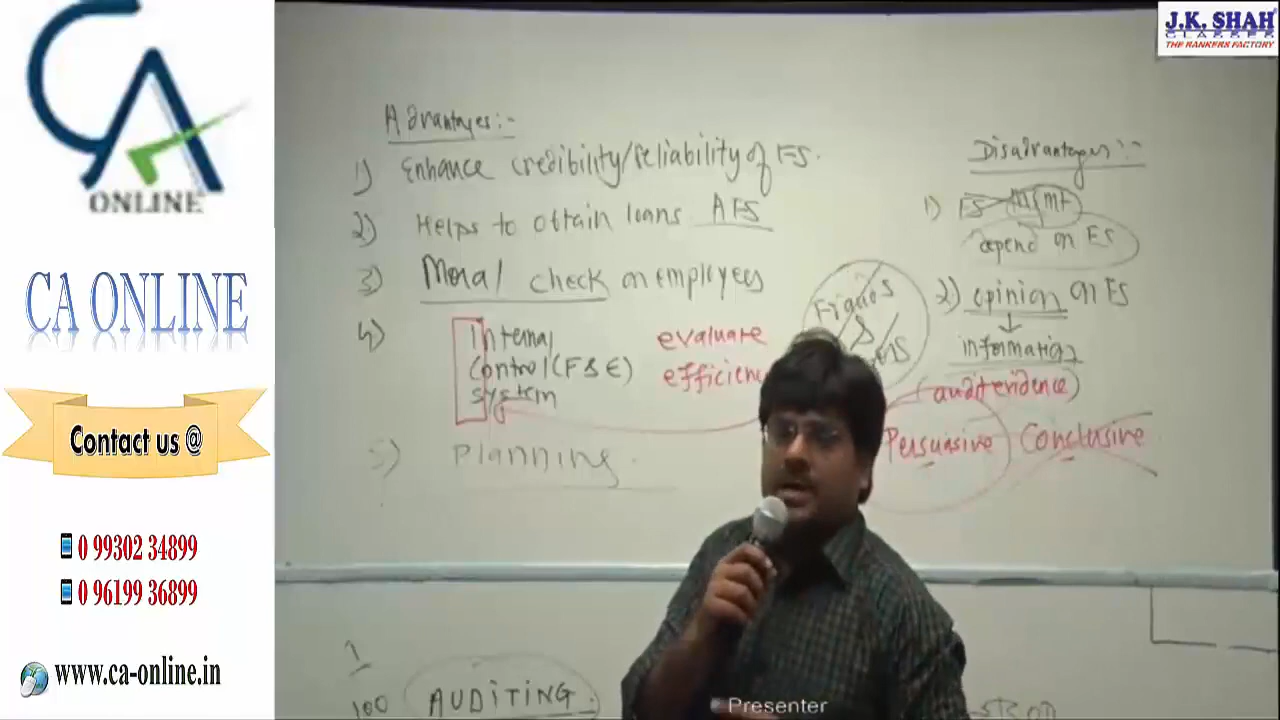 CA
ONLINE
CA ONLINE
Contact us @
0 99302 34899
0 96199 36899
www.ca-online.in
J.K. SHAH
CLASSES
THE RANKERS FACTORY
Advantages:-
1) Enhance credibility/reliability of FS.
2) Helps to obtain loans AFS
3) Moral check on employees
4) Internal
Control (F&E)
system
evaluate
efficienc
5) Planning.
Disadvantages:-
1) FS
depend on FS
2) opinion on FS
information
(audit evidence)
Persuasive Conclusive
1
100 AUDITING
Presenter